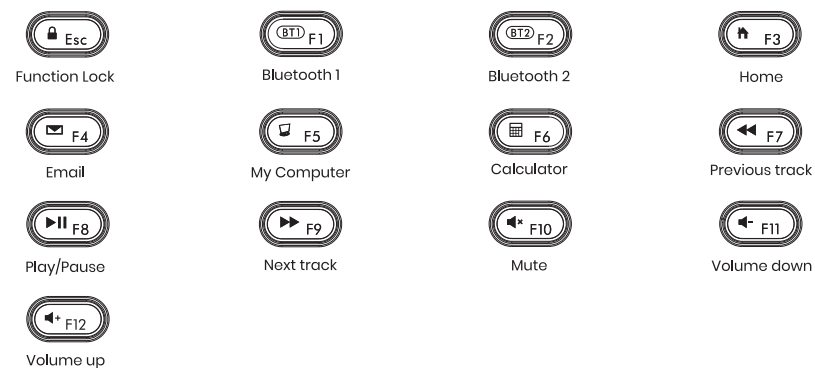 Esc BT1 F1 BT2 F2 F3
Function Lock Bluetooth 1 Bluetooth 2 Home
F4 F5 F6 F7
Email My Computer Calculator Previous track
F8 F9 F10 F11
Play/Pause Next track Mute Volume down
F12
Volume up